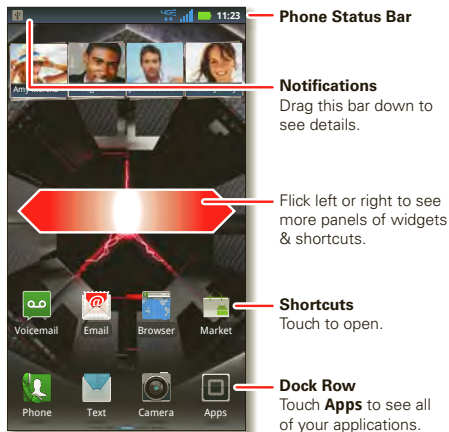 4G
11:23
Phone Status Bar
Notifications
Drag this bar down to
see details.
Flick left or right to see
more panels of widgets
& shortcuts.
Voicemail Email Browser Market
Shortcuts
Touch to open.
Phone Text Camera Apps
Dock Row
Touch Apps to see all
of your applications.